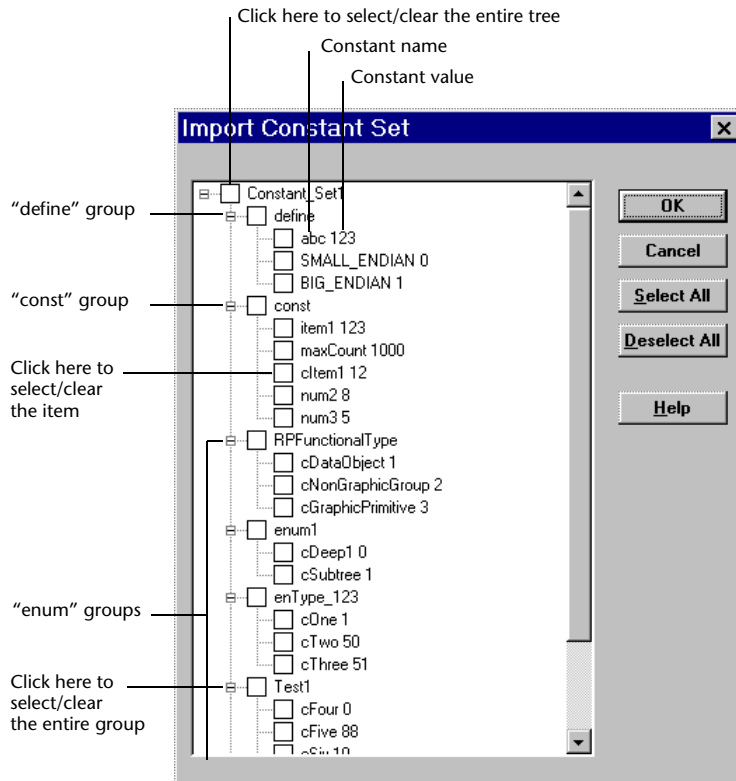 Click here to select/clear the entire tree
Constant name
Constant value
Import Constant Set
“define” group
“const” group
Click here to
select/clear
the item
“enum” groups
Click here to
select/clear
the entire group
Constant_Set1
define
abc 123
SMALL_ENDIAN 0
BIG_ENDIAN 1
const
item1 123
maxCount 1000
cItem1 12
num2 8
num3 5
RPFunctionalType
cDataObject 1
cNonGraphicGroup 2
cGraphicPrimitive 3
enum1
cDeep1 0
cSubtree 1
enType_123
cOne 1
cTwo 50
cThree 51
Test1
cFour 0
cFive 88
OK
Cancel
Select All
Deselect All
Help